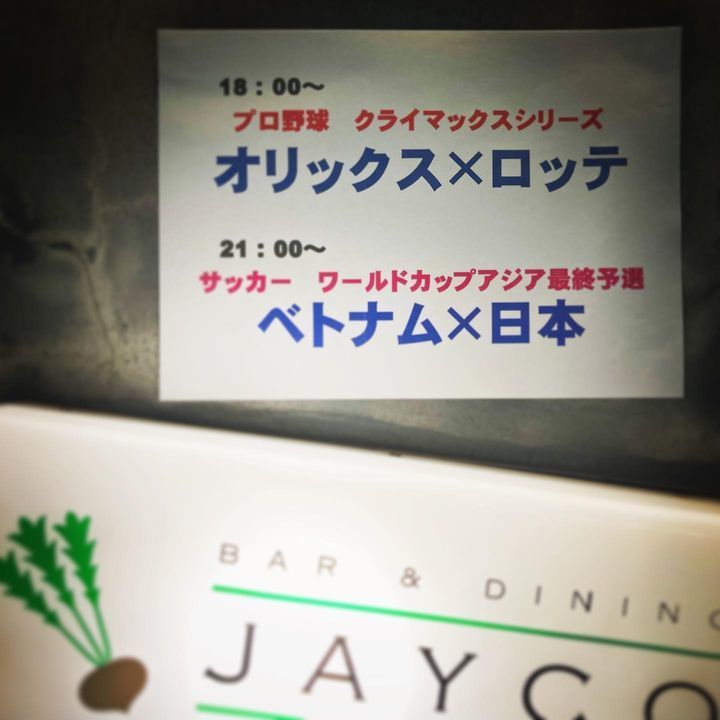 18：00～
プロ野球　クライマックスシリーズ
オリックス×ロッテ
21：00～
サッカー　ワールドカップアジア最終予選
ベトナム×日本
BAR & DINING
JAYCO